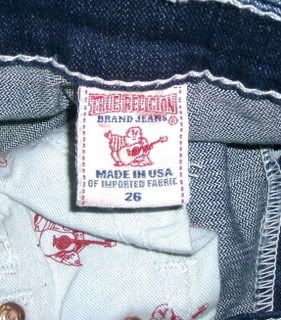 TRUE RELIGION
BRAND JEANS®
MADE IN USA
OF IMPORTED FABRIC
26